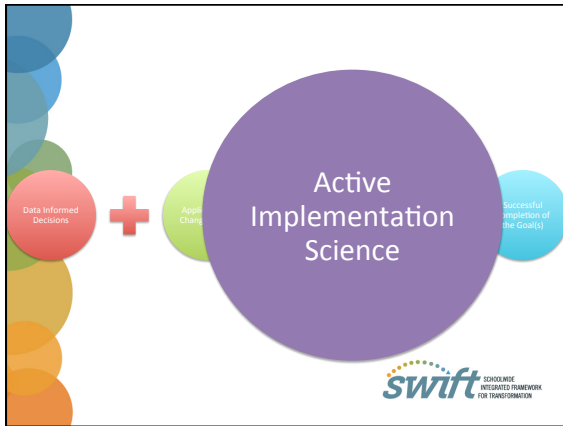 Data Informed
Decisions
Active
Implementation
Science
Successful
the Goal(s)
swift
SCHOOLWIDE
INTEGRATED FRAMEWORK
FOR TRANSFORMATION